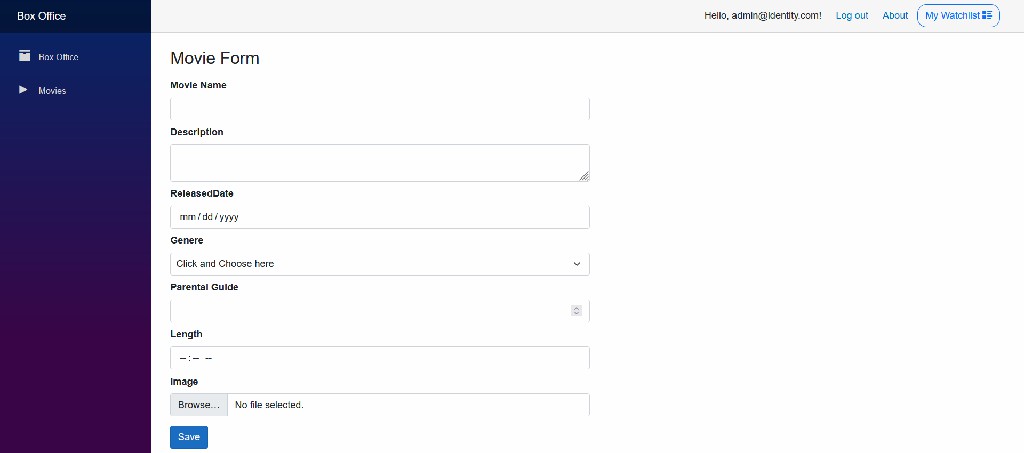 Box Office
Hello, admin@identity.com! Log out About My Watchlist
Box Office
Movies
Movie Form
Movie Name
Description
ReleasedDate
mm/dd/yyyy
Genere
Click and Choose here
Parental Guide
Length
--:-- --
Image
Browse... No file selected.
Save